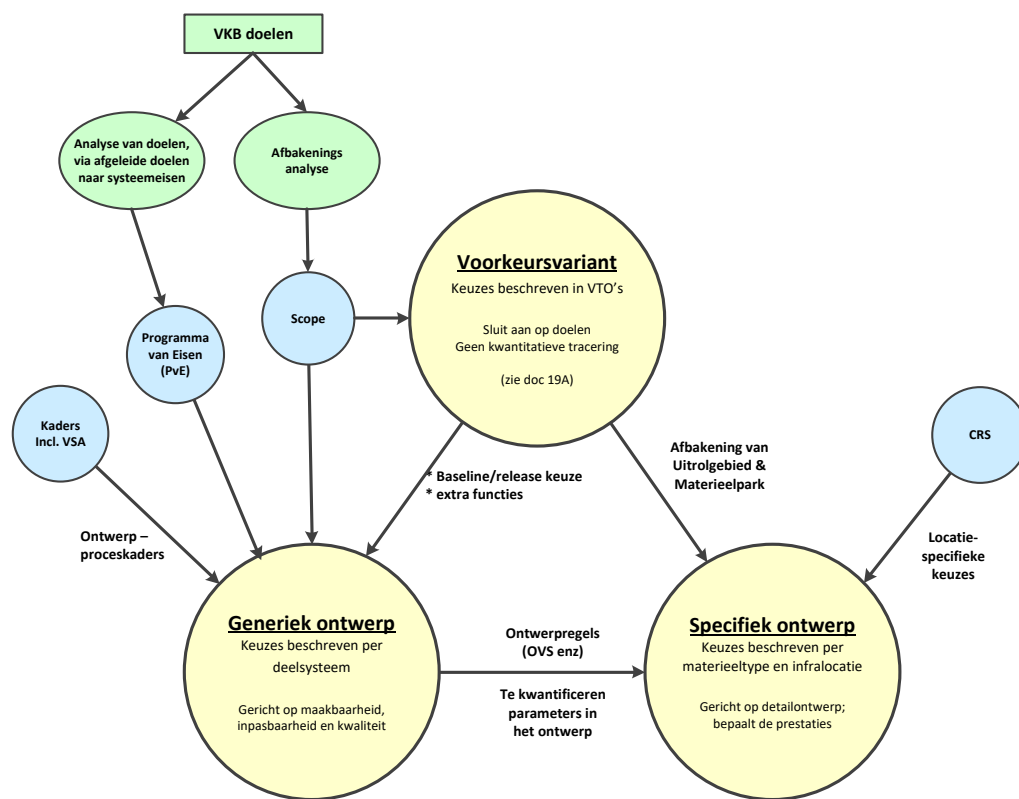 VKB doelen
Analyse van doelen,
via afgeleide doelen
naar systeemeisen
Afbakenings
analyse
Voorkeursvariant
Keuzes beschreven in VTO's
Sluit aan op doelen
Geen kwantitatieve tracering
(zie doc 19A)
Scope
Programma
van Eisen
(PvE)
Kaders
Incl. VSA
CRS
Afbakening van
Uitrolgebied &
Materieelpark
* Baseline/release keuze
* extra functies
Ontwerp –
proceskaders
Locatie-
specifieke
keuzes
Generiek ontwerp
Keuzes beschreven per
deelsysteem
Gericht op maakbaarheid,
inpasbaarheid en kwaliteit
Ontwerpregels
(OVS enz)
Te kwantificeren
parameters in
het ontwerp
Specifiek ontwerp
Keuzes beschreven per
materieeltype en infralocatie
Gericht op detailontwerp;
bepaalt de prestaties